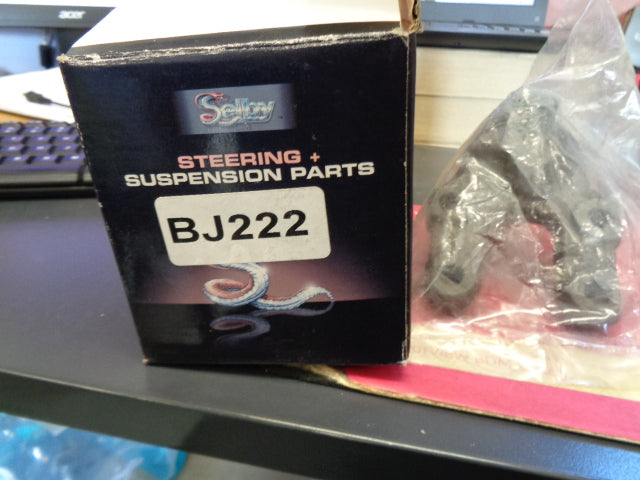 acer
Selby
STEERING +
SUSPENSION PARTS
BJ222